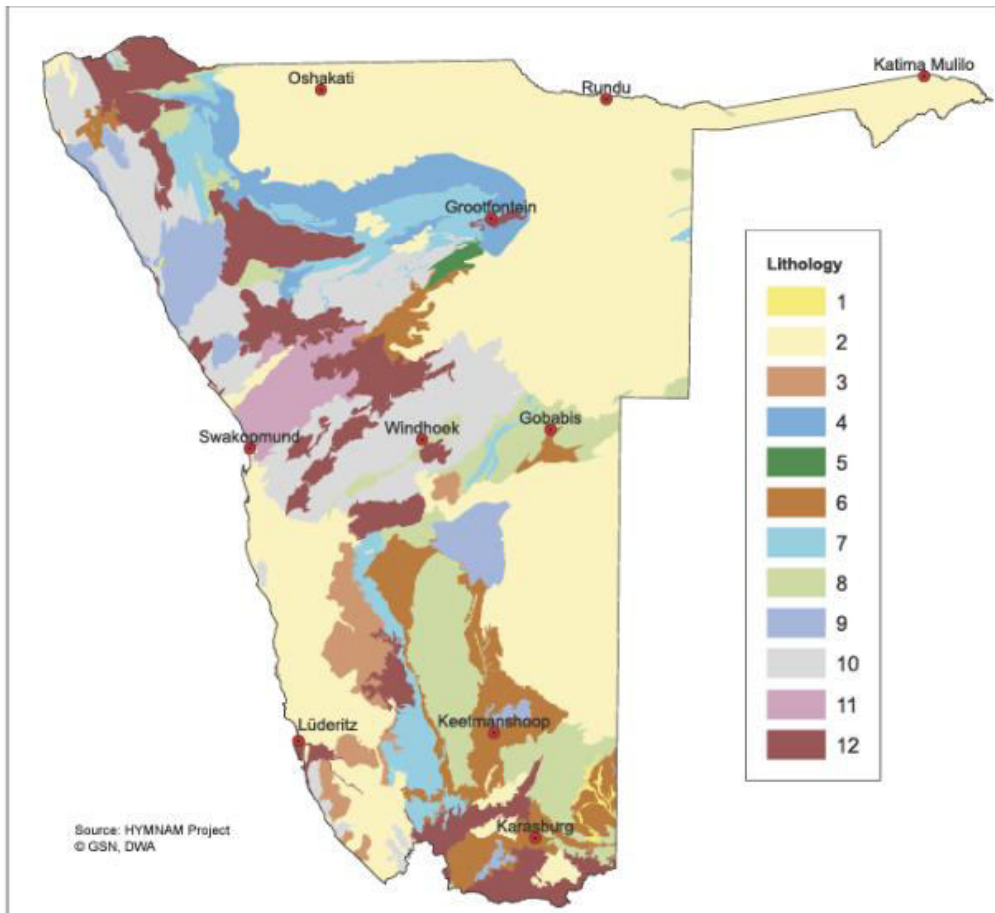 Oshakati
Rundu
Katima Mulilo
Grootfontein
Swakopmund
Windhoek
Gobabis
Lüderitz
Keetmanshoop
Karasburg
Lithology
1
2
3
4
5
6
7
8
9
10
11
12
Source: HYMNAM Project
© GSN, DWA